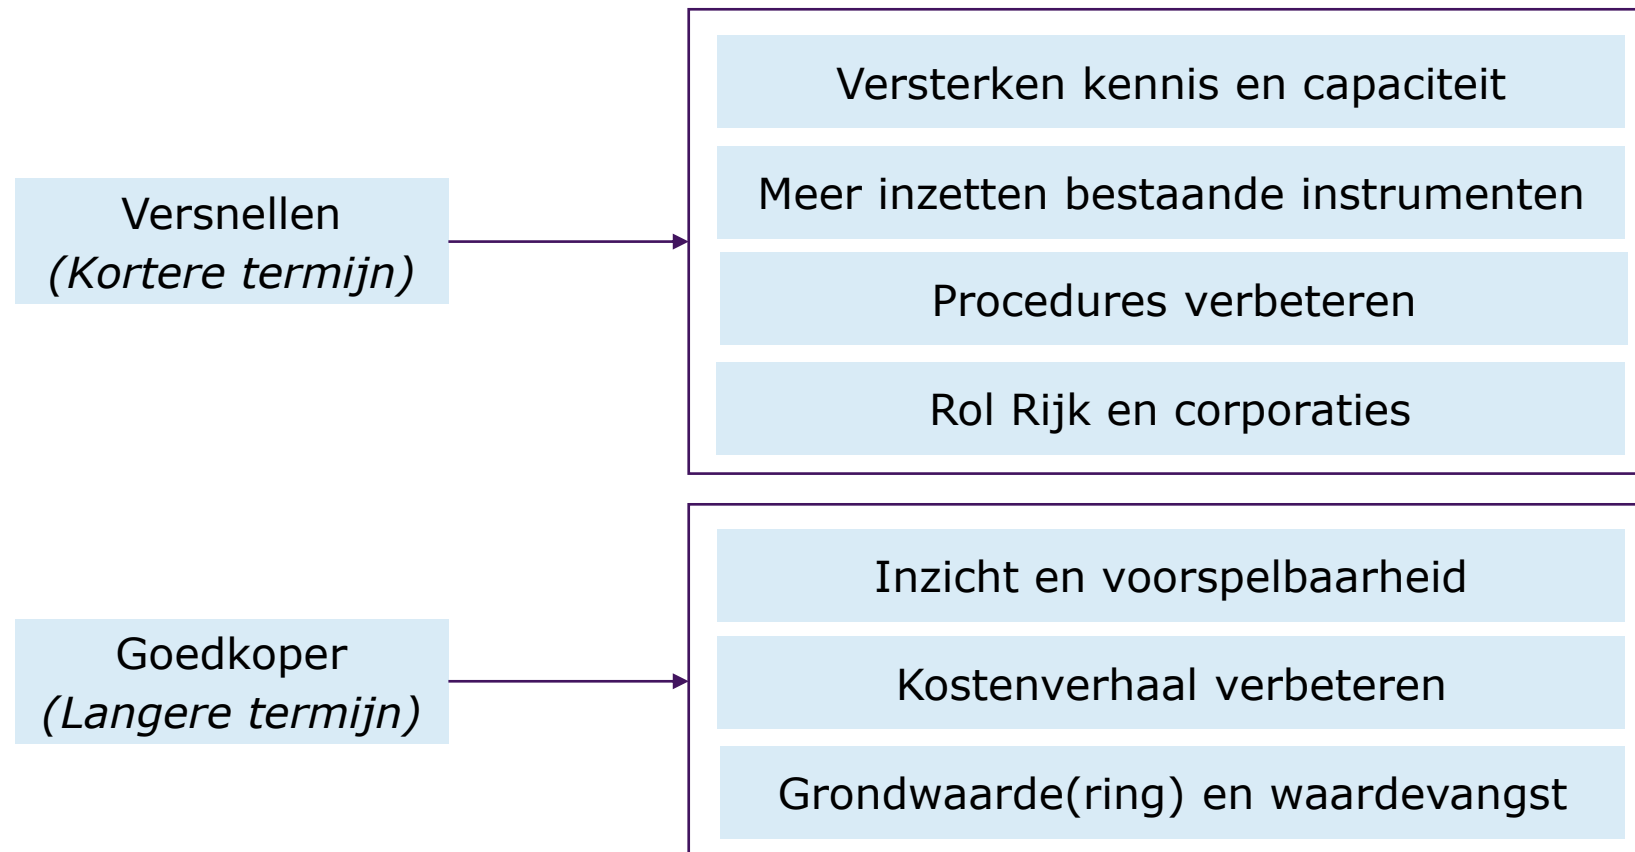 Versterken kennis en capaciteit
Meer inzetten bestaande instrumenten
Versnellen
(Kortere termijn)
Procedures verbeteren
Rol Rijk en corporaties
Inzicht en voorspelbaarheid
Goedkoper
(Langere termijn)
Kostenverhaal verbeteren
Grondwaarde(ring) en waardevangst